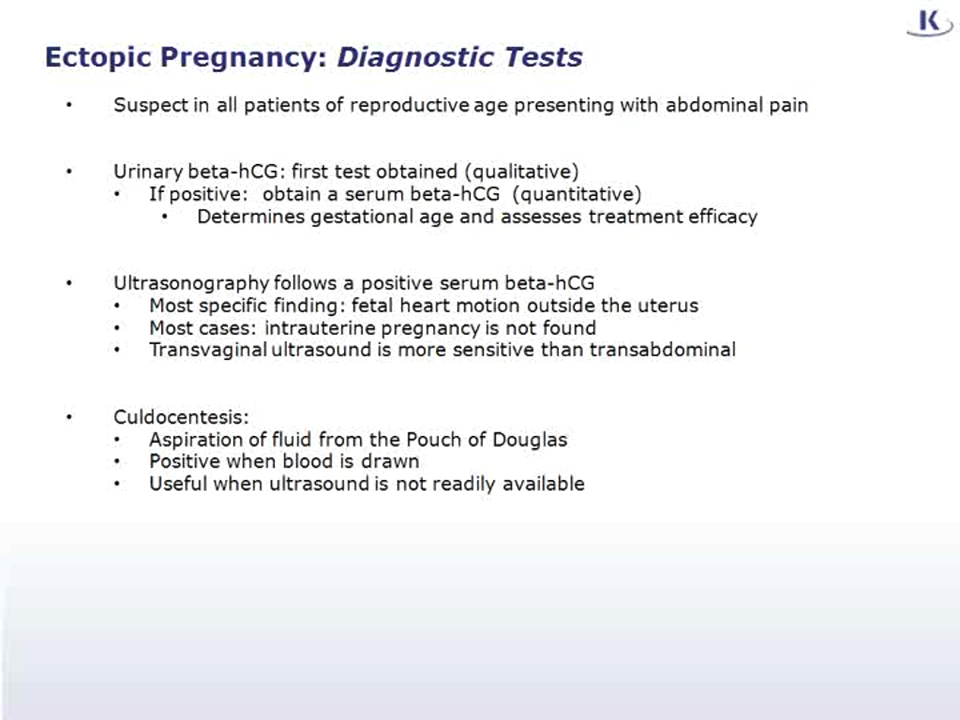 K
Ectopic Pregnancy: Diagnostic Tests
• Suspect in all patients of reproductive age presenting with abdominal pain
• Urinary beta-hCG: first test obtained (qualitative)
• If positive: obtain a serum beta-hCG (quantitative)
• Determines gestational age and assesses treatment efficacy
• Ultrasonography follows a positive serum beta-hCG
• Most specific finding: fetal heart motion outside the uterus
• Most cases: intrauterine pregnancy is not found
• Transvaginal ultrasound is more sensitive than transabdominal
• Culdocentesis:
• Aspiration of fluid from the Pouch of Douglas
• Positive when blood is drawn
• Useful when ultrasound is not readily available